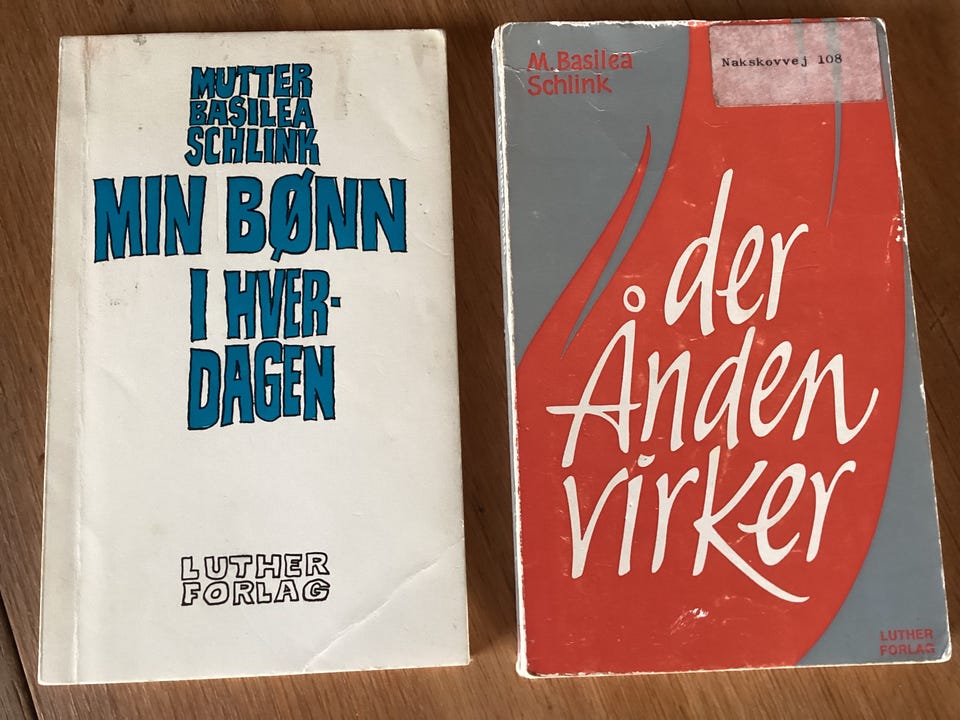 MUTTER
BASILEA
SCHLINK
MIN BØNN
I HVER-
DAGEN
LUTHER
FORLAG
M. Basilea
Schlink
Nakskovvej 108
der
Ånden
virker
LUTHER
FORLAG